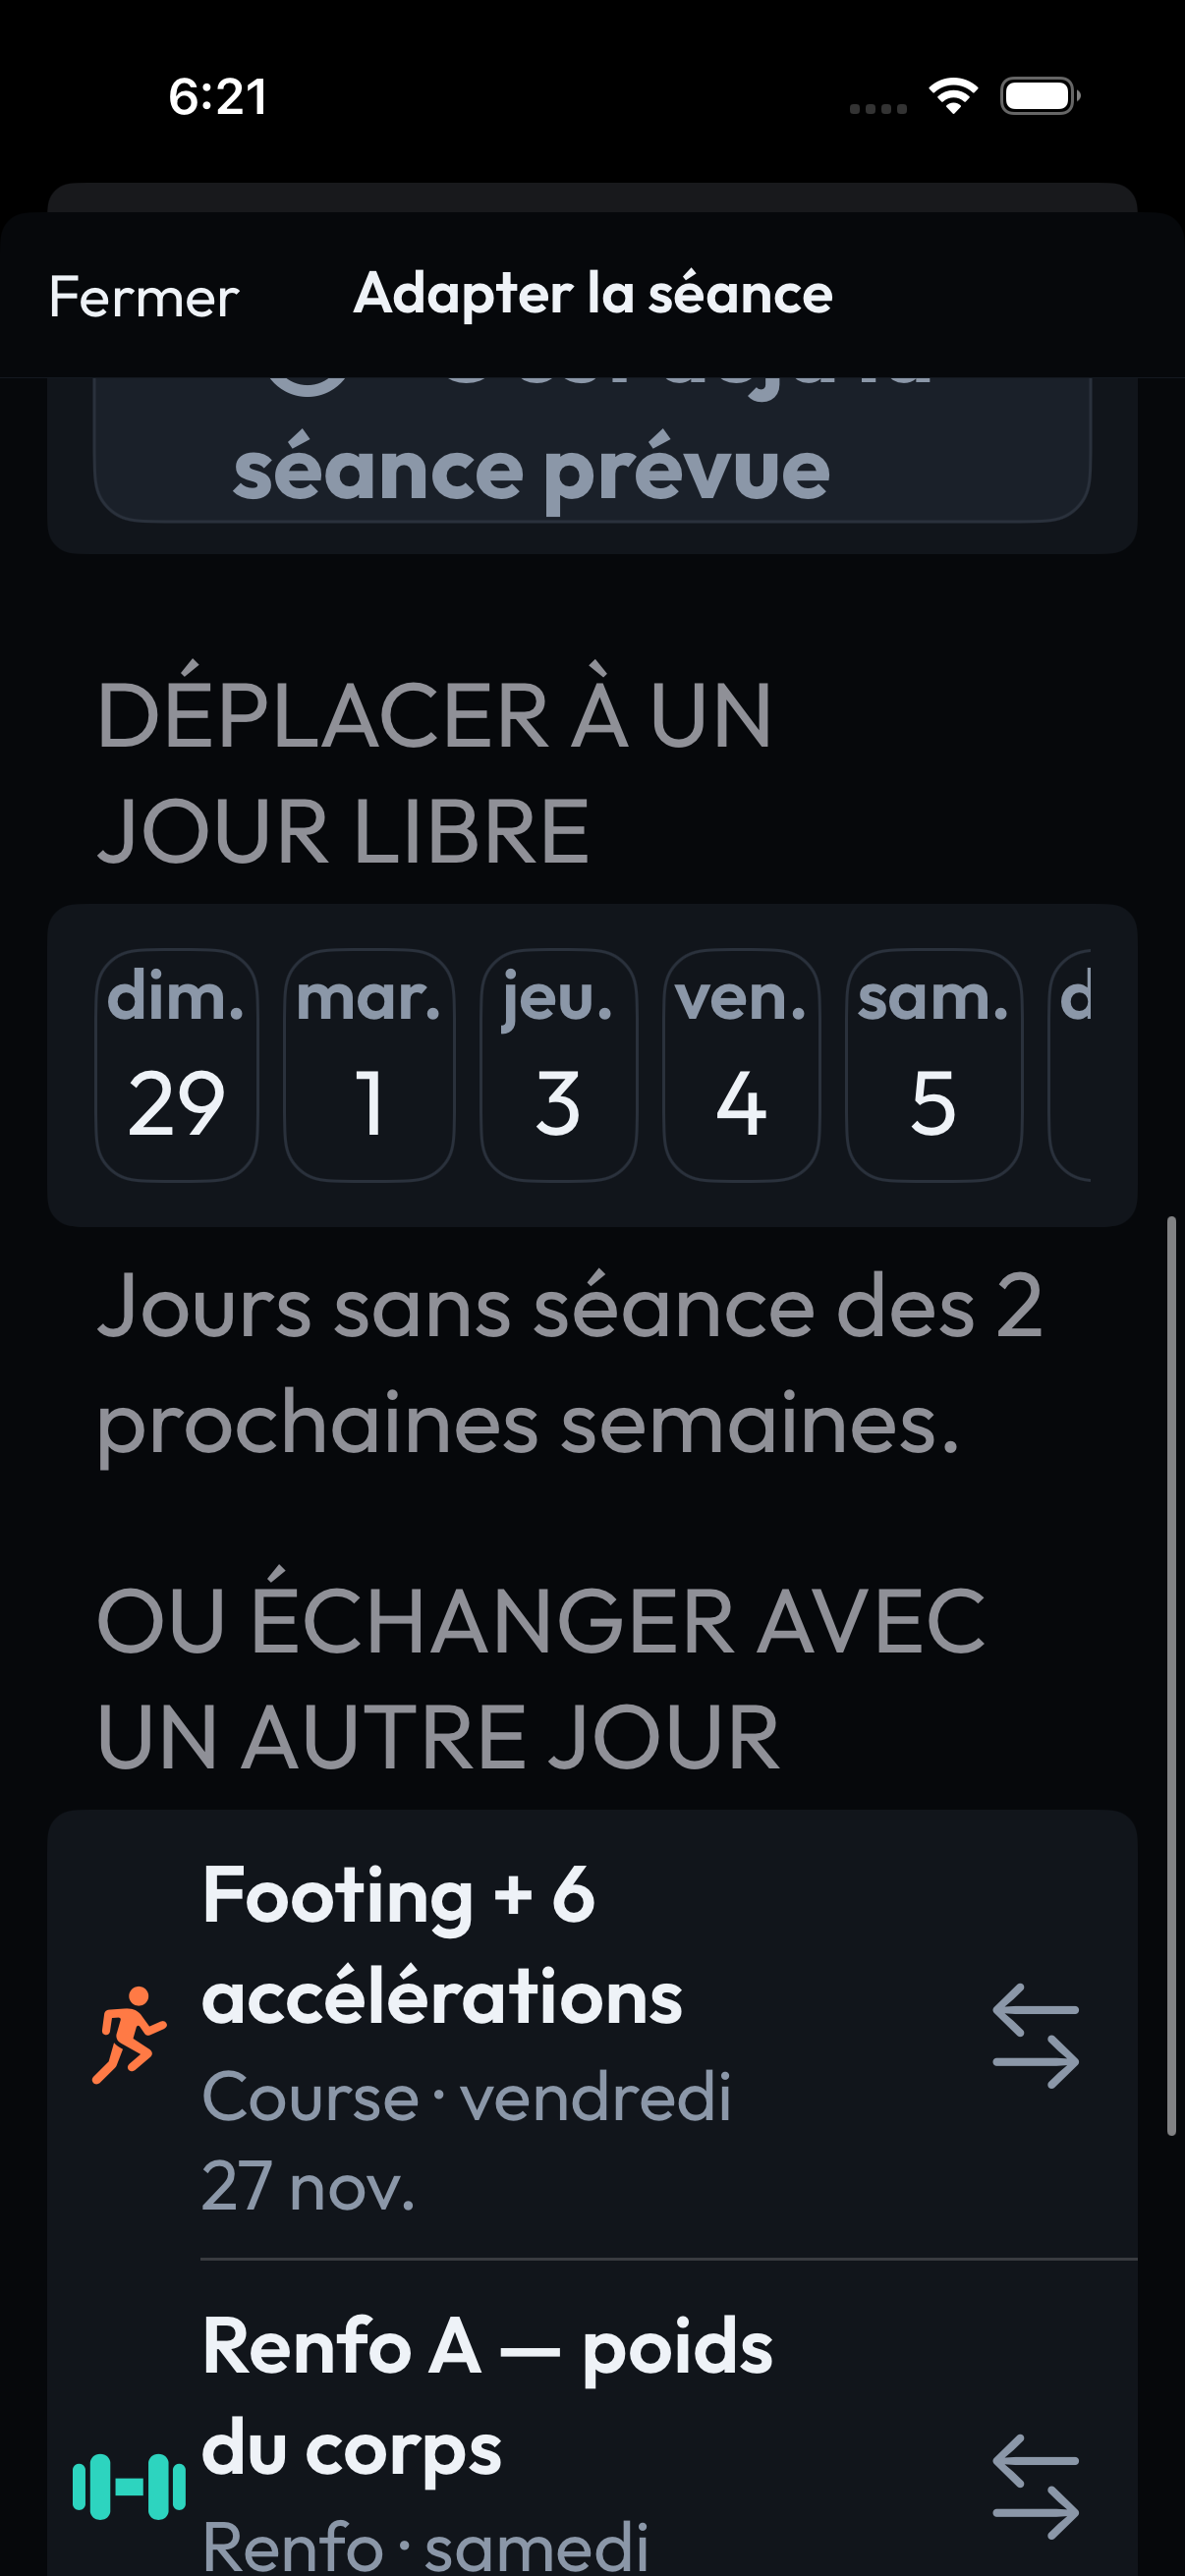 6:21
Fermer
Adapter la séance
séance prévue
DÉPLACER À UN
JOUR LIBRE
dim. mar. jeu. ven. sam.
29 1 3 4 5
Jours sans séance des 2
prochaines semaines.
OU ÉCHANGER AVEC
UN AUTRE JOUR
Footing + 6
accélérations
Course · vendredi
27 nov.
Renfo A — poids
du corps
Renfo · samedi